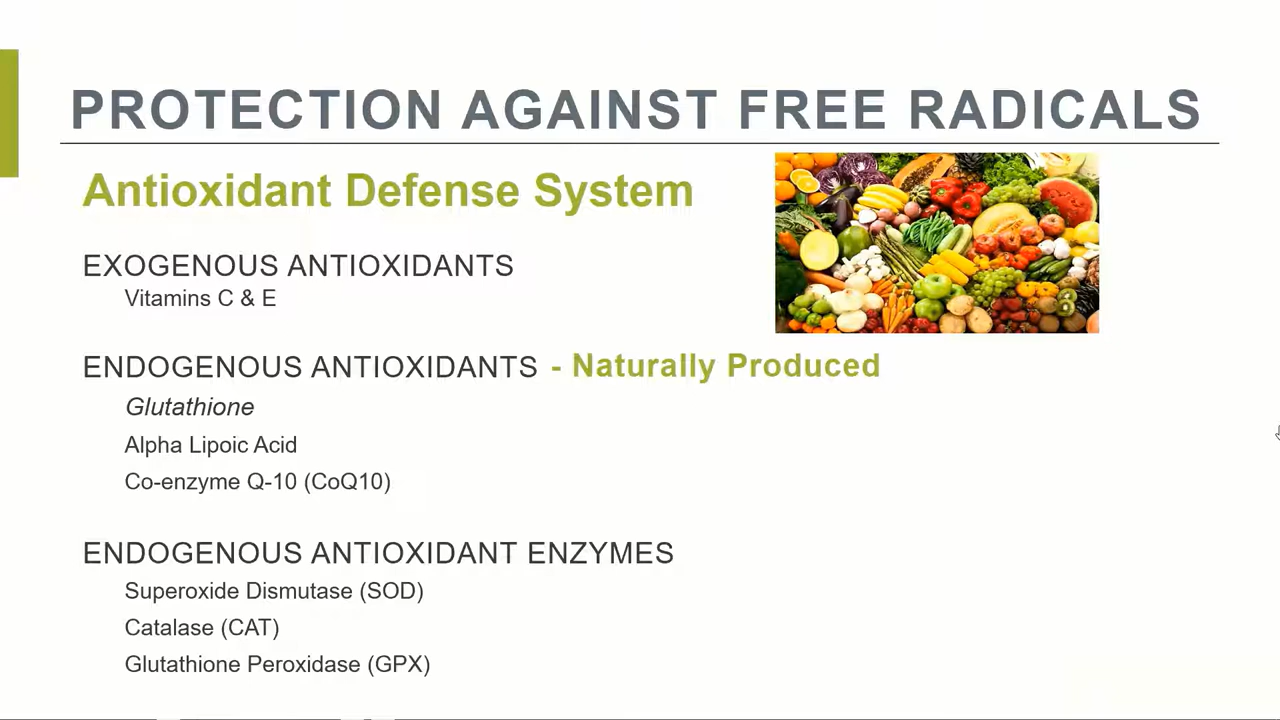 PROTECTION AGAINST FREE RADICALS
Antioxidant Defense System
EXOGENOUS ANTIOXIDANTS
Vitamins C & E
ENDOGENOUS ANTIOXIDANTS - Naturally Produced
Glutathione
Alpha Lipoic Acid
Co-enzyme Q-10 (CoQ10)
ENDOGENOUS ANTIOXIDANT ENZYMES
Superoxide Dismutase (SOD)
Catalase (CAT)
Glutathione Peroxidase (GPX)